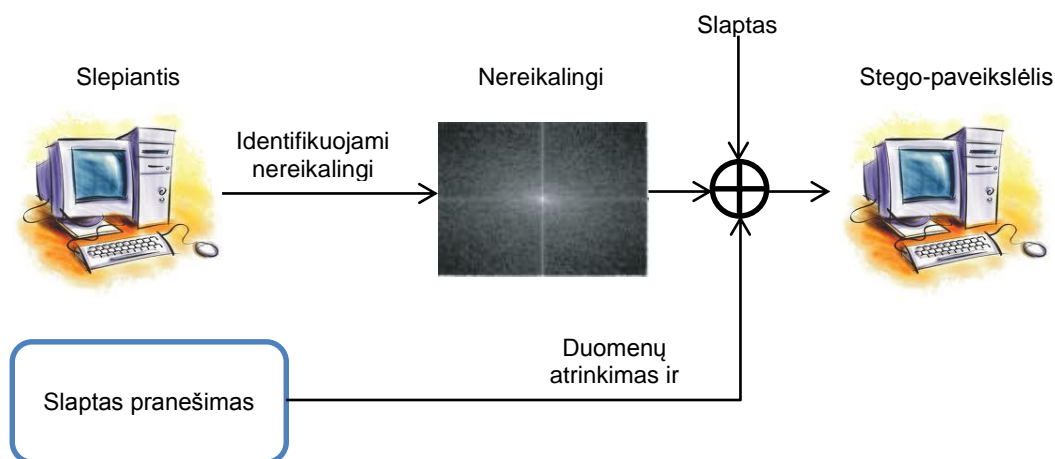 Slaptas
Slepiantis
Nereikalingi
Stego-paveikslėlis
Identifikuojami
nereikalingi
Duomenų
atrinkimas ir
Slaptas pranešimas